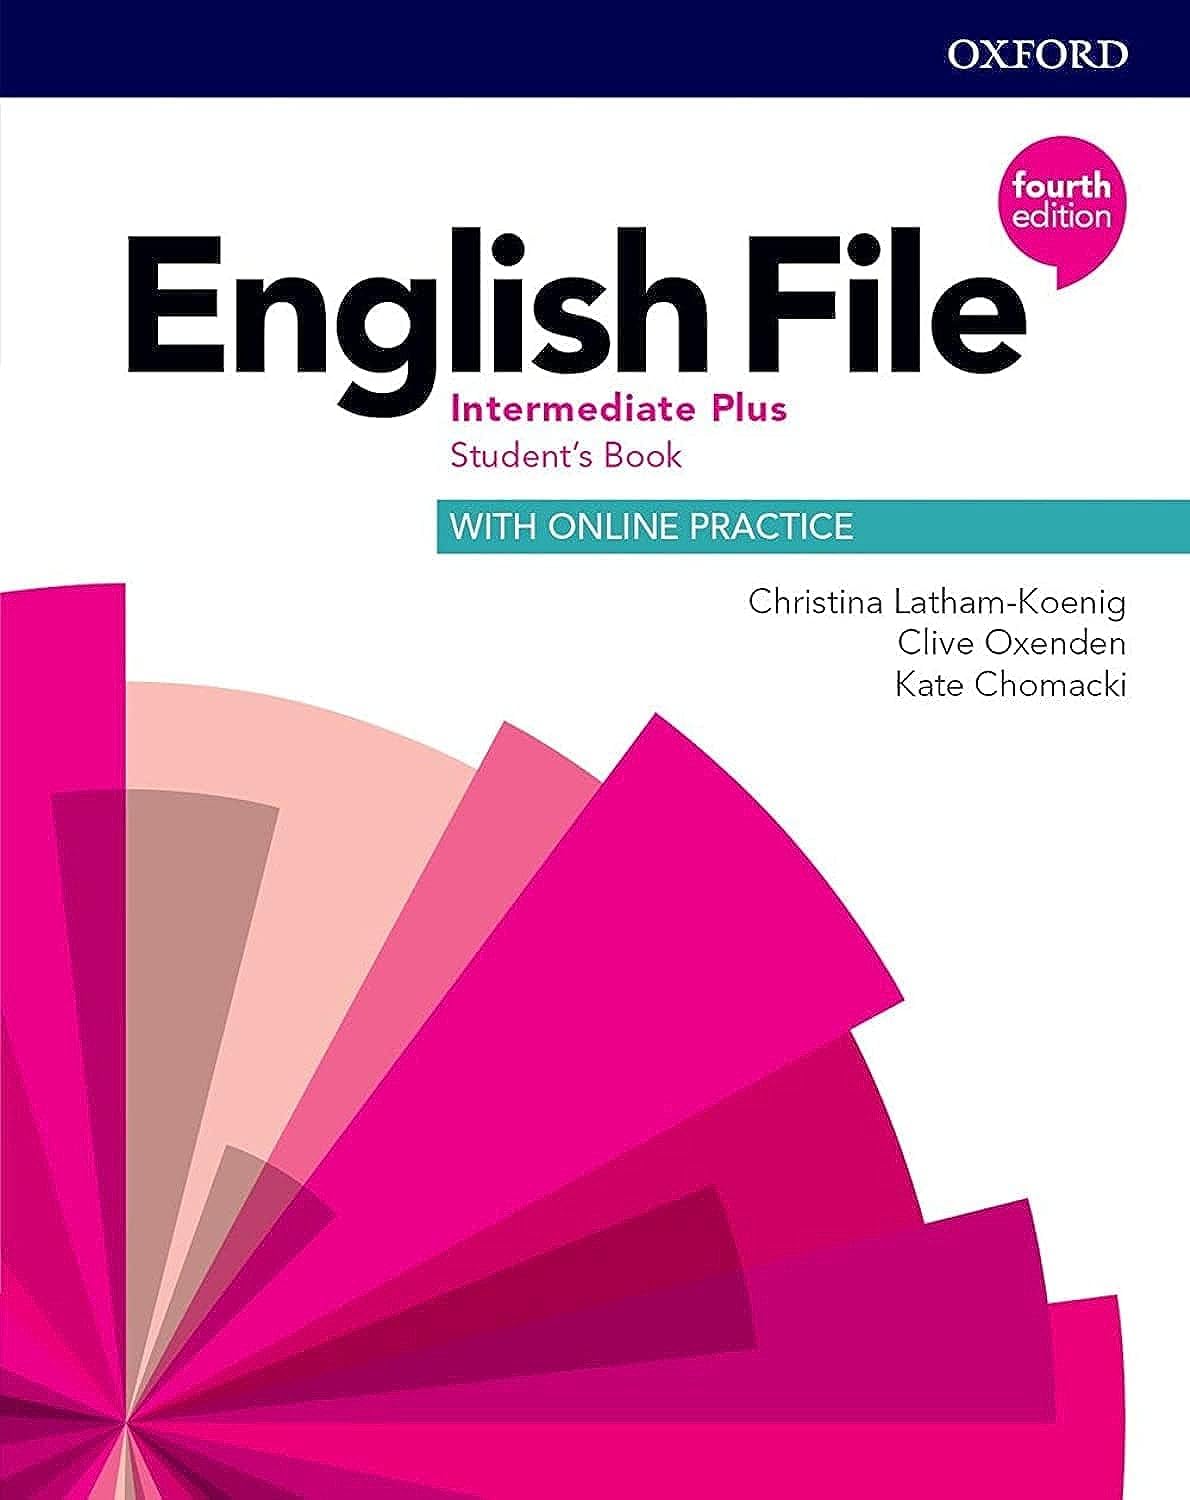 OXFORD
fourth
edition
English File
Intermediate Plus
Student's Book
WITH ONLINE PRACTICE
Christina Latham-Koenig
Clive Oxenden
Kate Chomacki